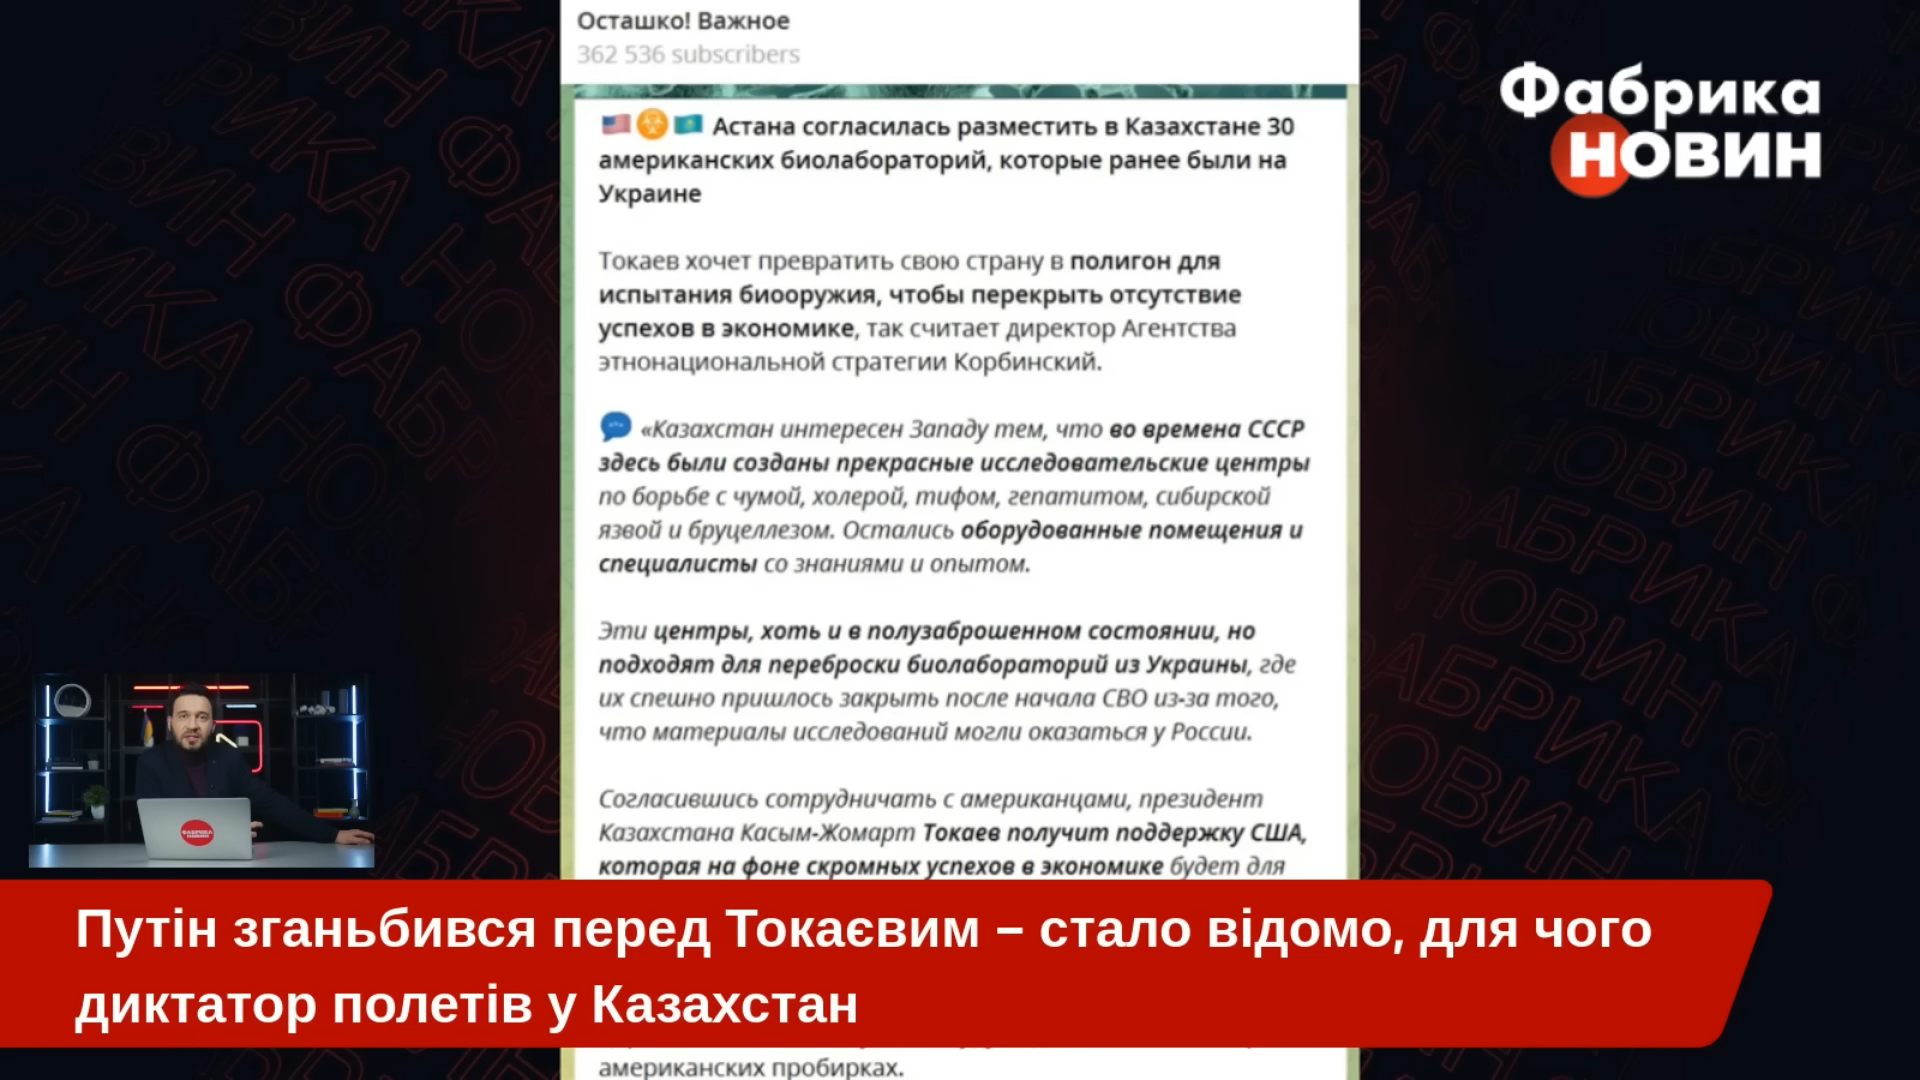 Осташко! Важное
362 536 subscribers
Фабрика
новин
Астана согласилась разместить в Казахстане 30
американских биолабораторий, которые ранее были на
Украине
Токаев хочет превратить свою страну в полигон для
испытания биооружия, чтобы перекрыть отсутствие
успехов в экономике, так считает директор Агентства
этнонациональной стратегии Корбинский.
«Казахстан интересен Западу тем, что во времена СССР
здесь были созданы прекрасные исследовательские центры
по борьбе с чумой, холерой, тифом, гепатитом, сибирской
язвой и бруцеллезом. Остались оборудованные помещения и
специалисты со знаниями и опытом.
Эти центры, хоть и в полузаброшенном состоянии, но
подходят для переброски биолабораторий из Украины, где
их спешно пришлось закрыть после начала СВО из-за того,
что материалы исследований могли оказаться у России.
Согласившись сотрудничать с американцами, президент
Казахстана Касым-Жомарт Токаев получит поддержку США,
которая на фоне скромных успехов в экономике будет для
Путін зганьбився перед Токаєвим – стало відомо, для чого
диктатор полетів у Казахстан
американских пробирках.